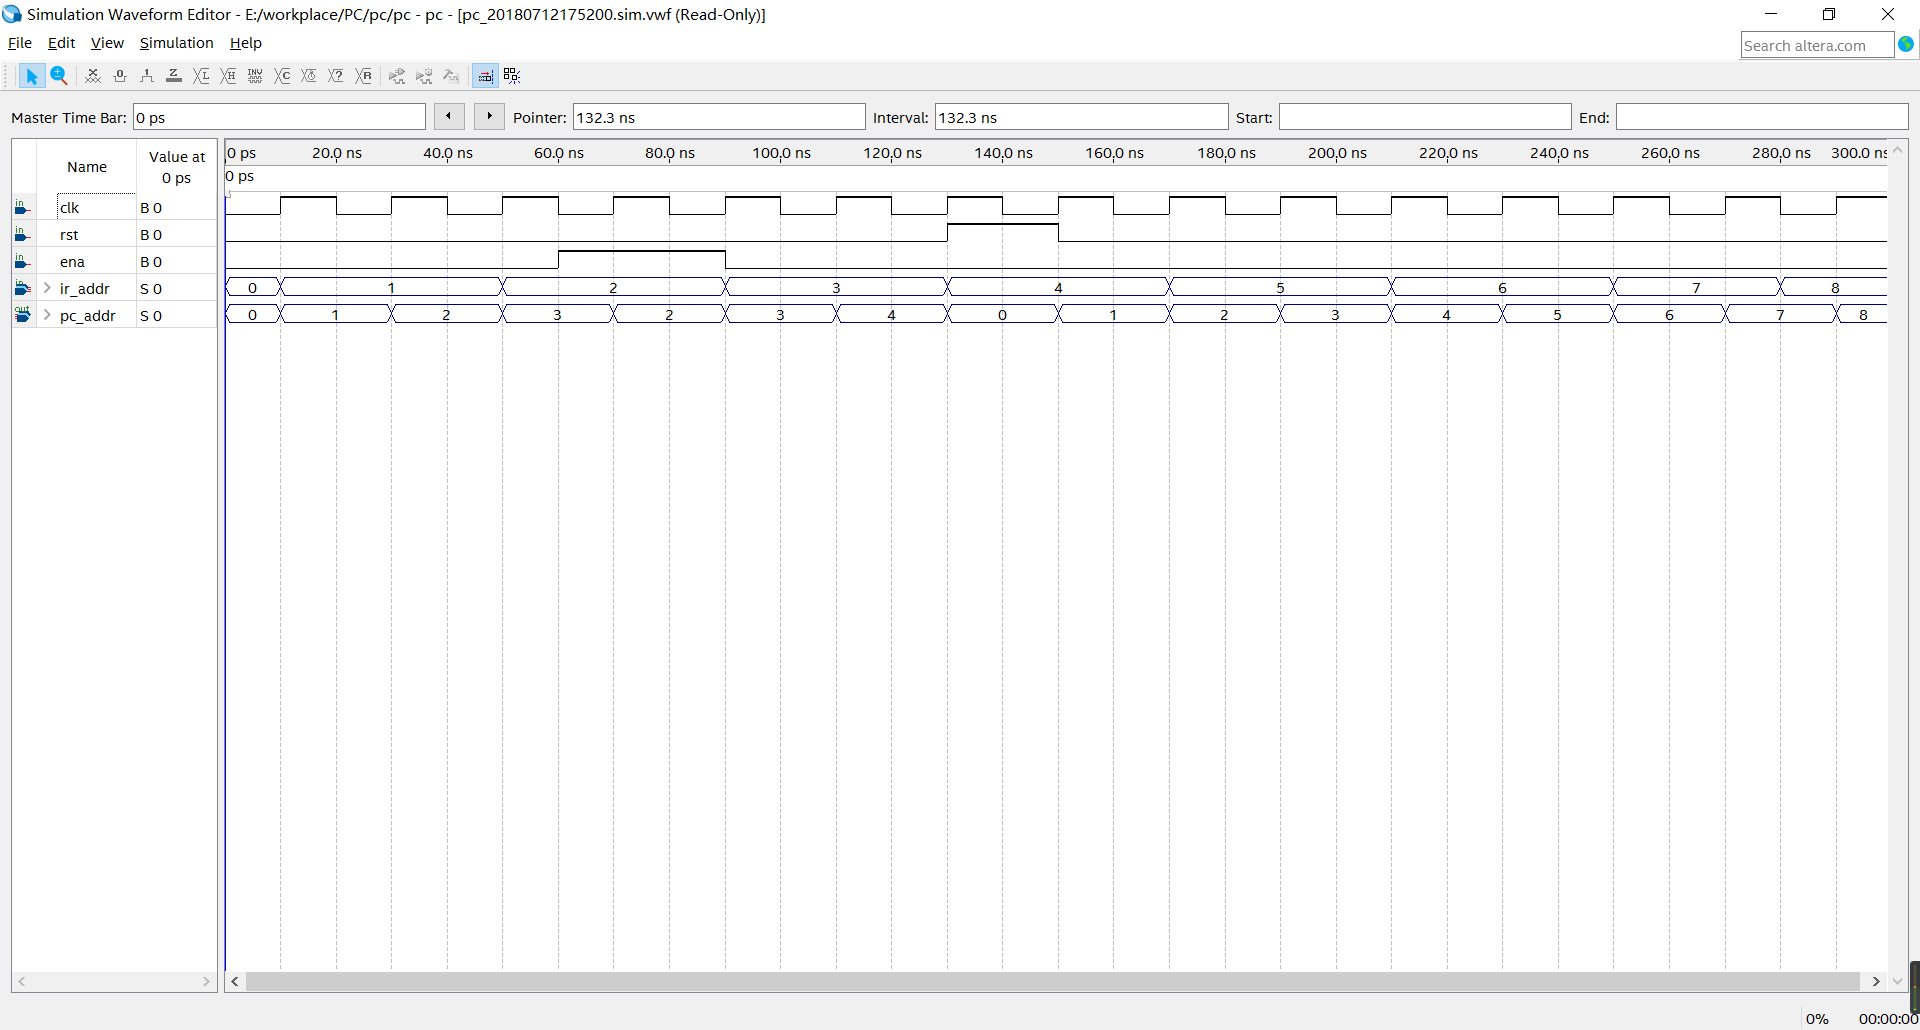 Simulation Waveform Editor - E:/workplace/PC/pc/pc - pc - [pc_20180712175200.sim.vwf (Read-Only)]
File Edit View Simulation Help
Search altera.com
Master Time Bar: 0 ps Pointer: 132.3 ns Interval: 132.3 ns Start: End:
Name Value at 0 ps
0 ps 20.0 ns 40.0 ns 60.0 ns 80.0 ns 100.0 ns 120.0 ns 140.0 ns 160.0 ns 180.0 ns 200.0 ns 220.0 ns 240.0 ns 260.0 ns 280.0 ns 300.0 ns
0 ps
in clk B 0
in rst B 0
in ena B 0
in ir_addr S 0 0 1 2 3 4 5 6 7 8
out pc_addr S 0 0 1 2 3 2 3 4 0 1 2 3 4 5 6 7 8
0% 00:00:00